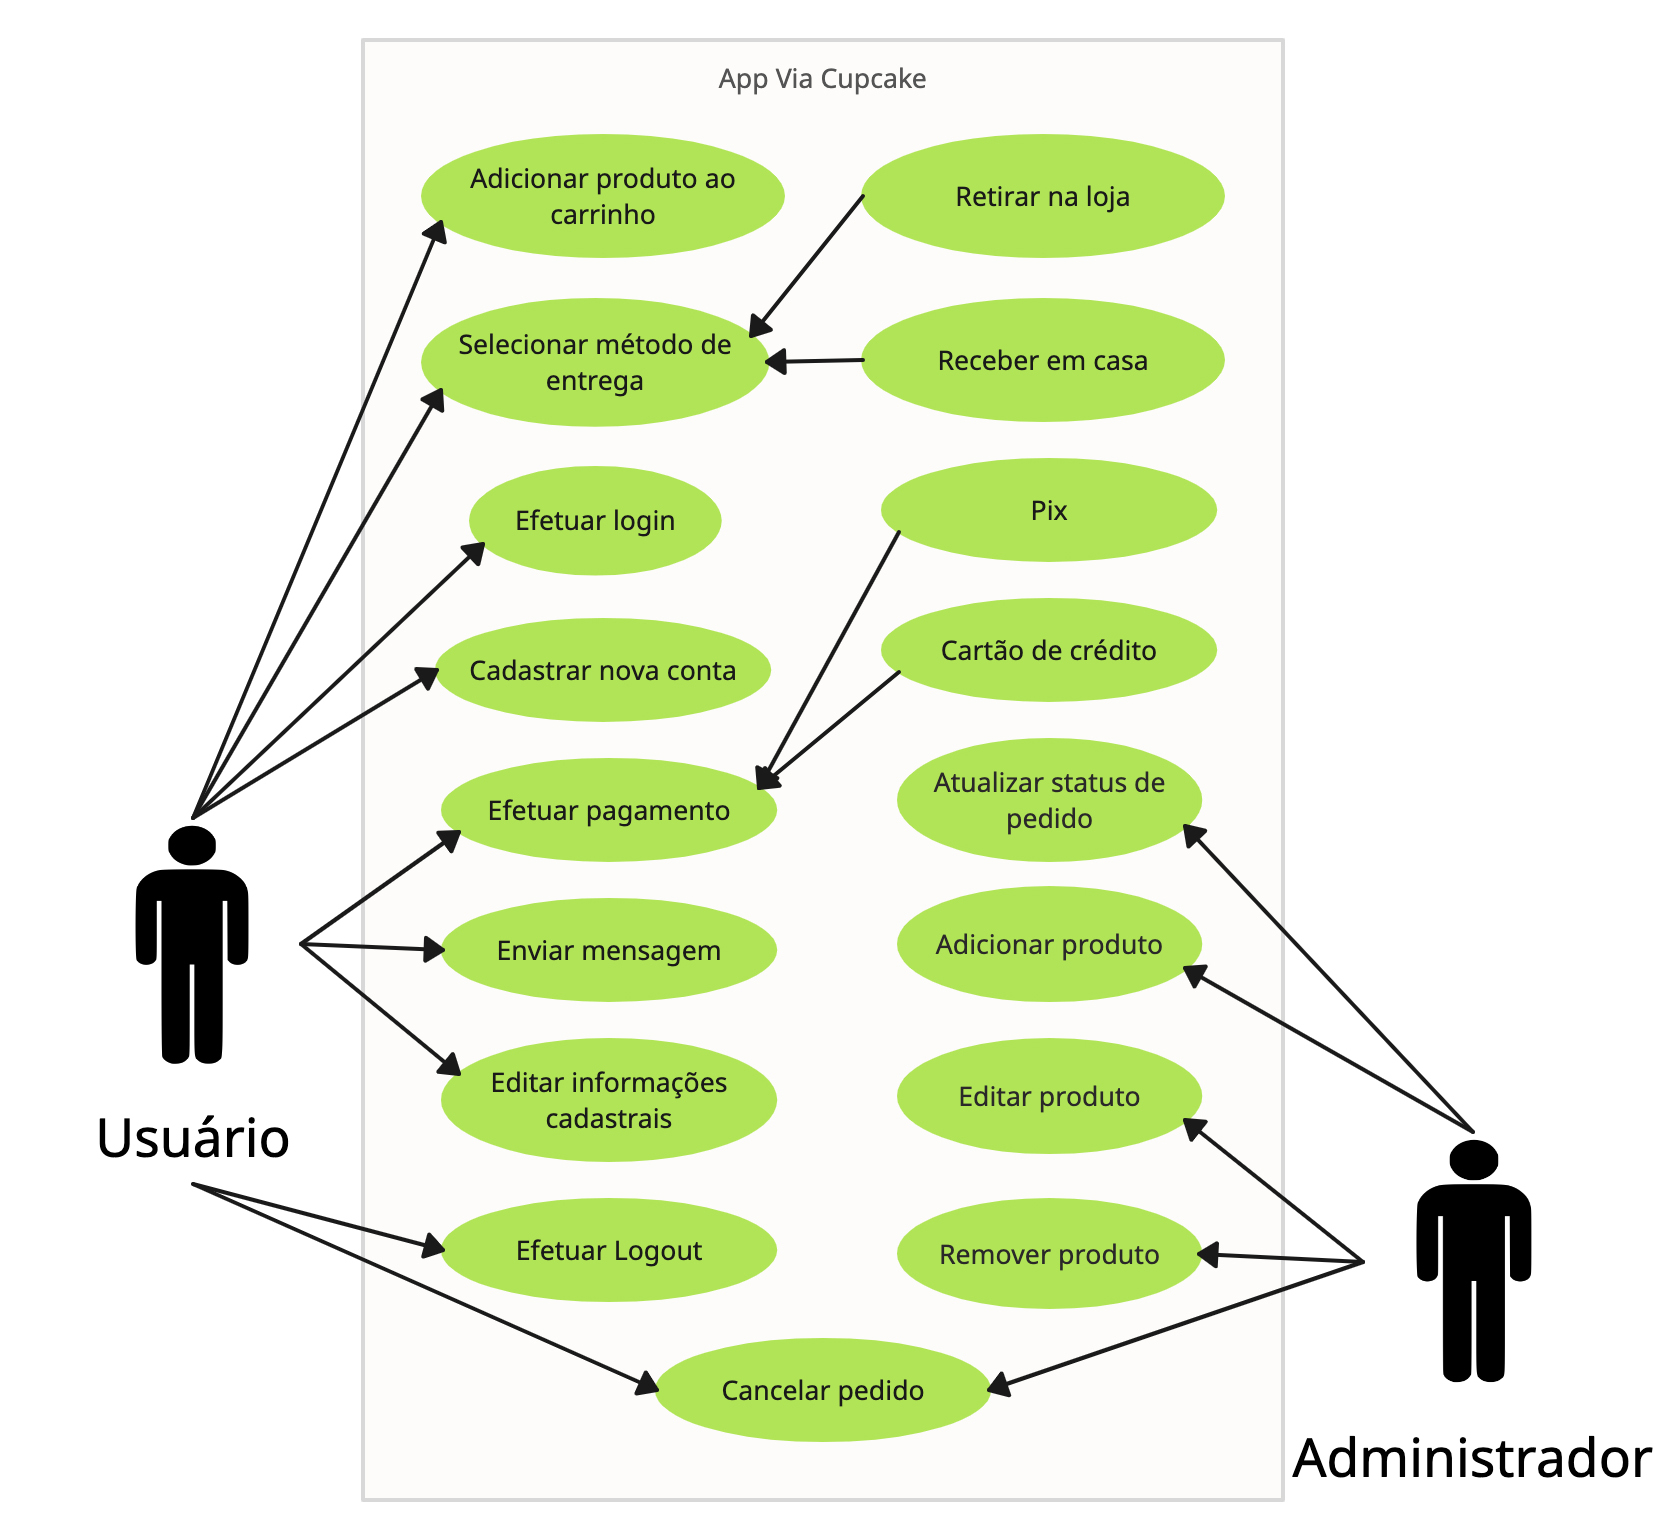 App Via Cupcake
Adicionar produto ao
carrinho
Retirar na loja
Selecionar método de
entrega
Receber em casa
Efetuar login
Pix
Cadastrar nova conta
Cartão de crédito
Efetuar pagamento
Atualizar status de
pedido
Enviar mensagem
Adicionar produto
Editar informações
cadastrais
Editar produto
Usuário
Efetuar Logout
Remover produto
Cancelar pedido
Administrador